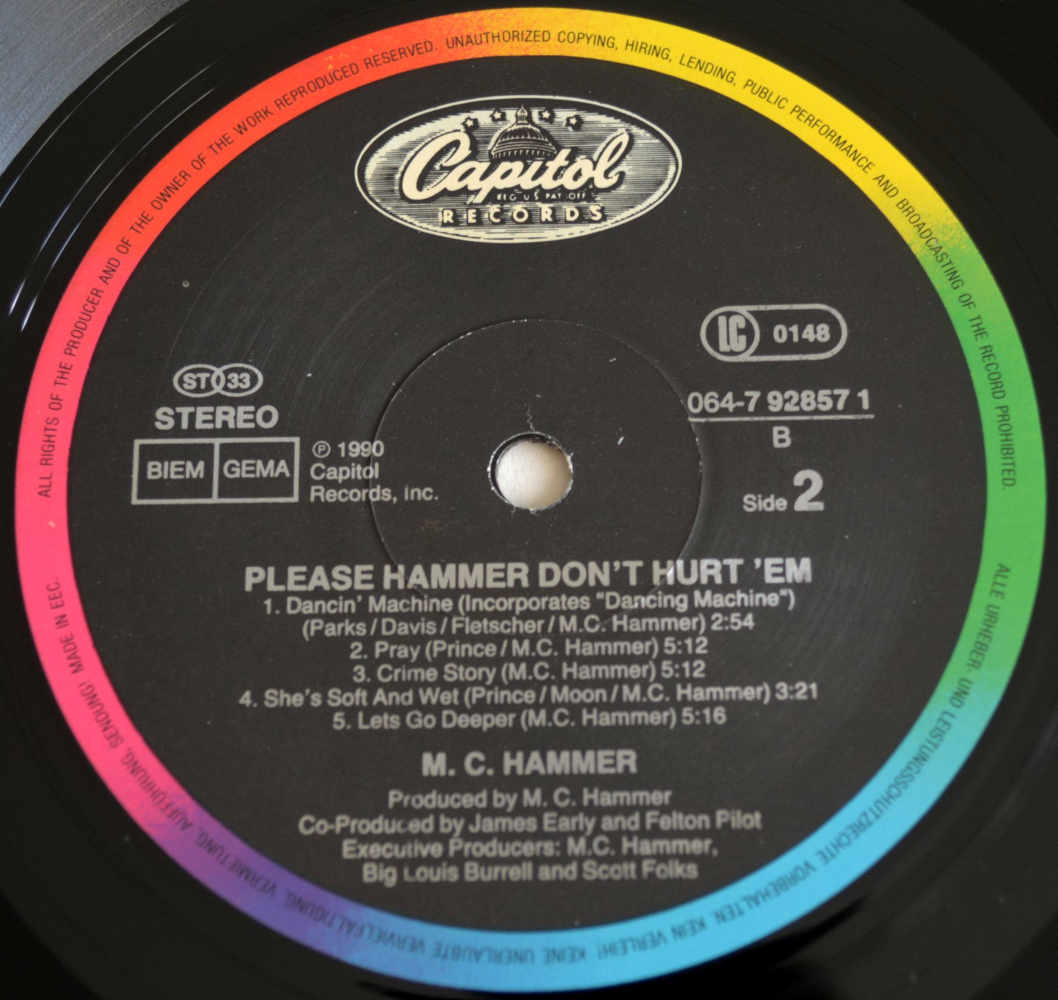 ALL RIGHTS OF THE PRODUCER AND OF THE OWNER OF THE WORK REPRODUCED RESERVED. UNAUTHORIZED COPYING, HIRING, LENDING, PUBLIC PERFORMANCE AND BROADCASTING OF THE RECORD PROHIBITED.
Capitol
REG US PAT OFF
RECORDS
LC 0148
ST 33
STEREO
BIEM GEMA
℗ 1990
Capitol
Records, Inc.
064-7 92857 1
B
Side 2
PLEASE HAMMER DON'T HURT 'EM
1. Dancin' Machine (Incorporates "Dancing Machine")
(Parks / Davis / Fletscher / M.C. Hammer) 2:54
2. Pray (Prince / M.C. Hammer) 5:12
3. Crime Story (M.C. Hammer) 5:12
4. She's Soft And Wet (Prince / Moon / M.C. Hammer) 3:21
5. Lets Go Deeper (M.C. Hammer) 5:16
M. C. HAMMER
Produced by M. C. Hammer
Co-Produced by James Early and Felton Pilot
Executive Producers: M.C. Hammer,
Big Louis Burrell and Scott Folks
ALLE URHEBER- UND LEISTUNGSSCHUTZRECHTE VORBEHALTEN. KEIN VERLEIH! KEINE UNERLAUBTE VERVIELFÄLTIGUNG, VERMIETUNG, AUFFÜHRUNG, SENDUNG! MADE IN EEC.